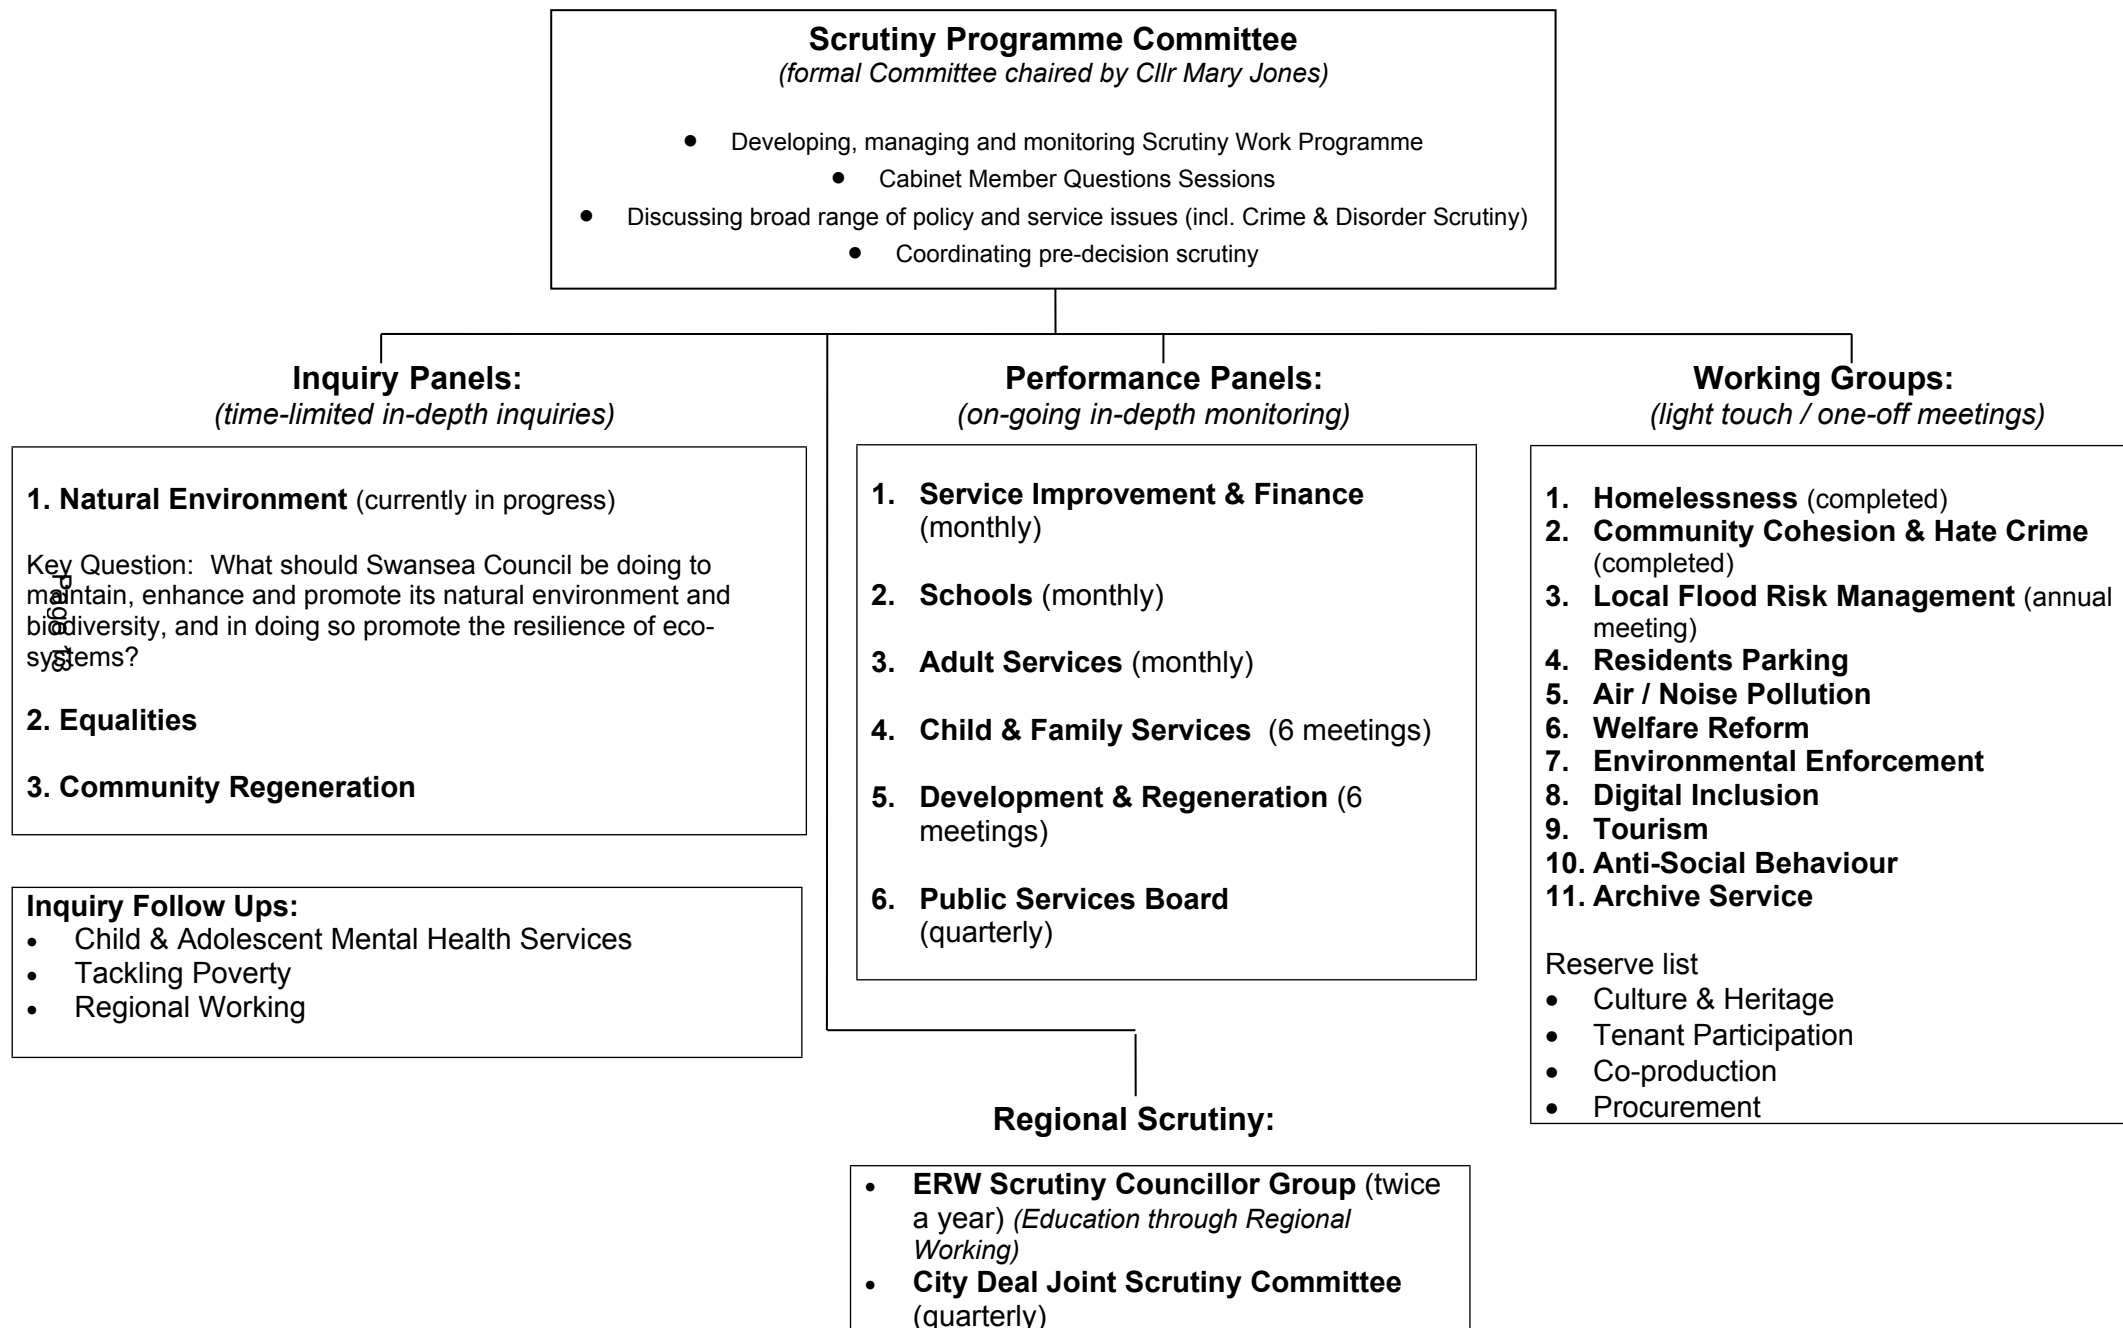 Scrutiny Programme Committee
(formal Committee chaired by Cllr Mary Jones)
● Developing, managing and monitoring Scrutiny Work Programme
● Cabinet Member Questions Sessions
● Discussing broad range of policy and service issues (incl. Crime & Disorder Scrutiny)
● Coordinating pre-decision scrutiny
Inquiry Panels:
(time-limited in-depth inquiries)
1. Natural Environment (currently in progress)
Key Question: What should Swansea Council be doing to
maintain, enhance and promote its natural environment and
biodiversity, and in doing so promote the resilience of eco-
systems?
2. Equalities
3. Community Regeneration
Page 13
Inquiry Follow Ups:
• Child & Adolescent Mental Health Services
• Tackling Poverty
• Regional Working
Performance Panels:
(on-going in-depth monitoring)
1. Service Improvement & Finance
(monthly)
2. Schools (monthly)
3. Adult Services (monthly)
4. Child & Family Services (6 meetings)
5. Development & Regeneration (6
meetings)
6. Public Services Board
(quarterly)
Regional Scrutiny:
• ERW Scrutiny Councillor Group (twice
a year) (Education through Regional
Working)
• City Deal Joint Scrutiny Committee
(quarterly)
Working Groups:
(light touch / one-off meetings)
1. Homelessness (completed)
2. Community Cohesion & Hate Crime
(completed)
3. Local Flood Risk Management (annual
meeting)
4. Residents Parking
5. Air / Noise Pollution
6. Welfare Reform
7. Environmental Enforcement
8. Digital Inclusion
9. Tourism
10. Anti-Social Behaviour
11. Archive Service
Reserve list
• Culture & Heritage
• Tenant Participation
• Co-production
• Procurement